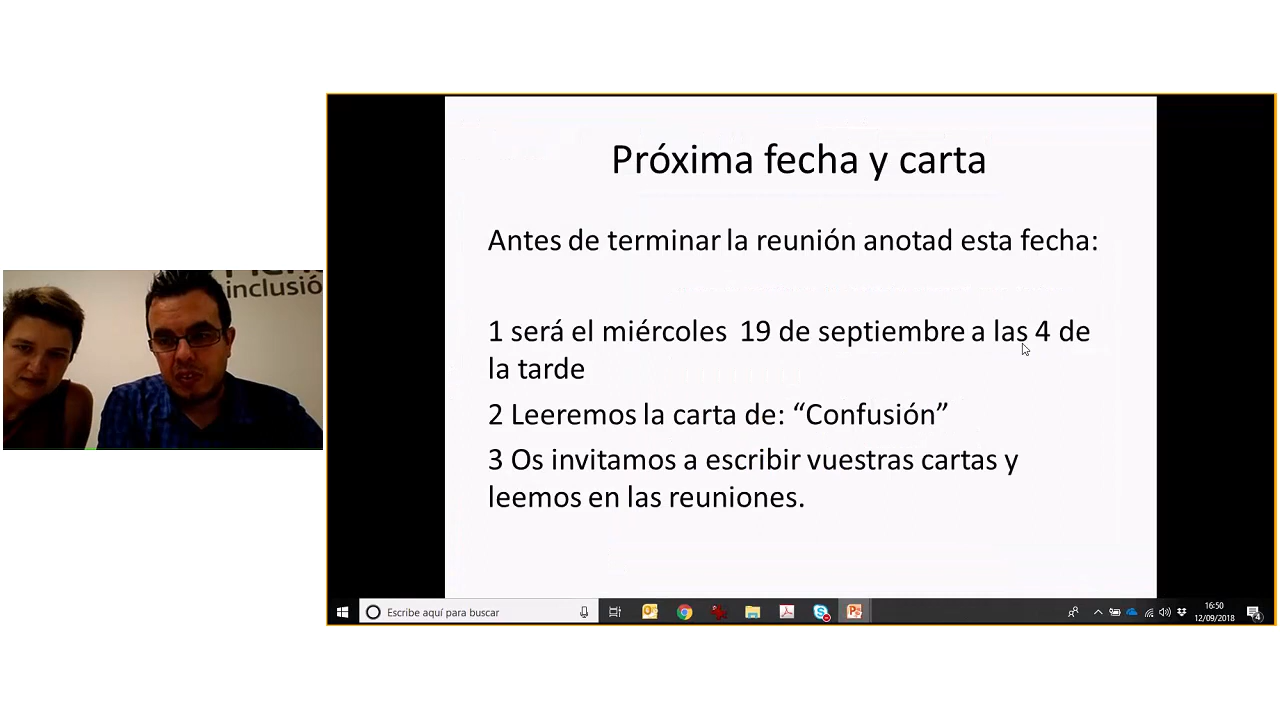 inclusió
Próxima fecha y carta
Antes de terminar la reunión anotad esta fecha:
1 será el miércoles 19 de septiembre a las 4 de
la tarde
2 Leeremos la carta de: “Confusión”
3 Os invitamos a escribir vuestras cartas y
leemos en las reuniones.
Escribe aquí para buscar
16:50
12/09/2018
4